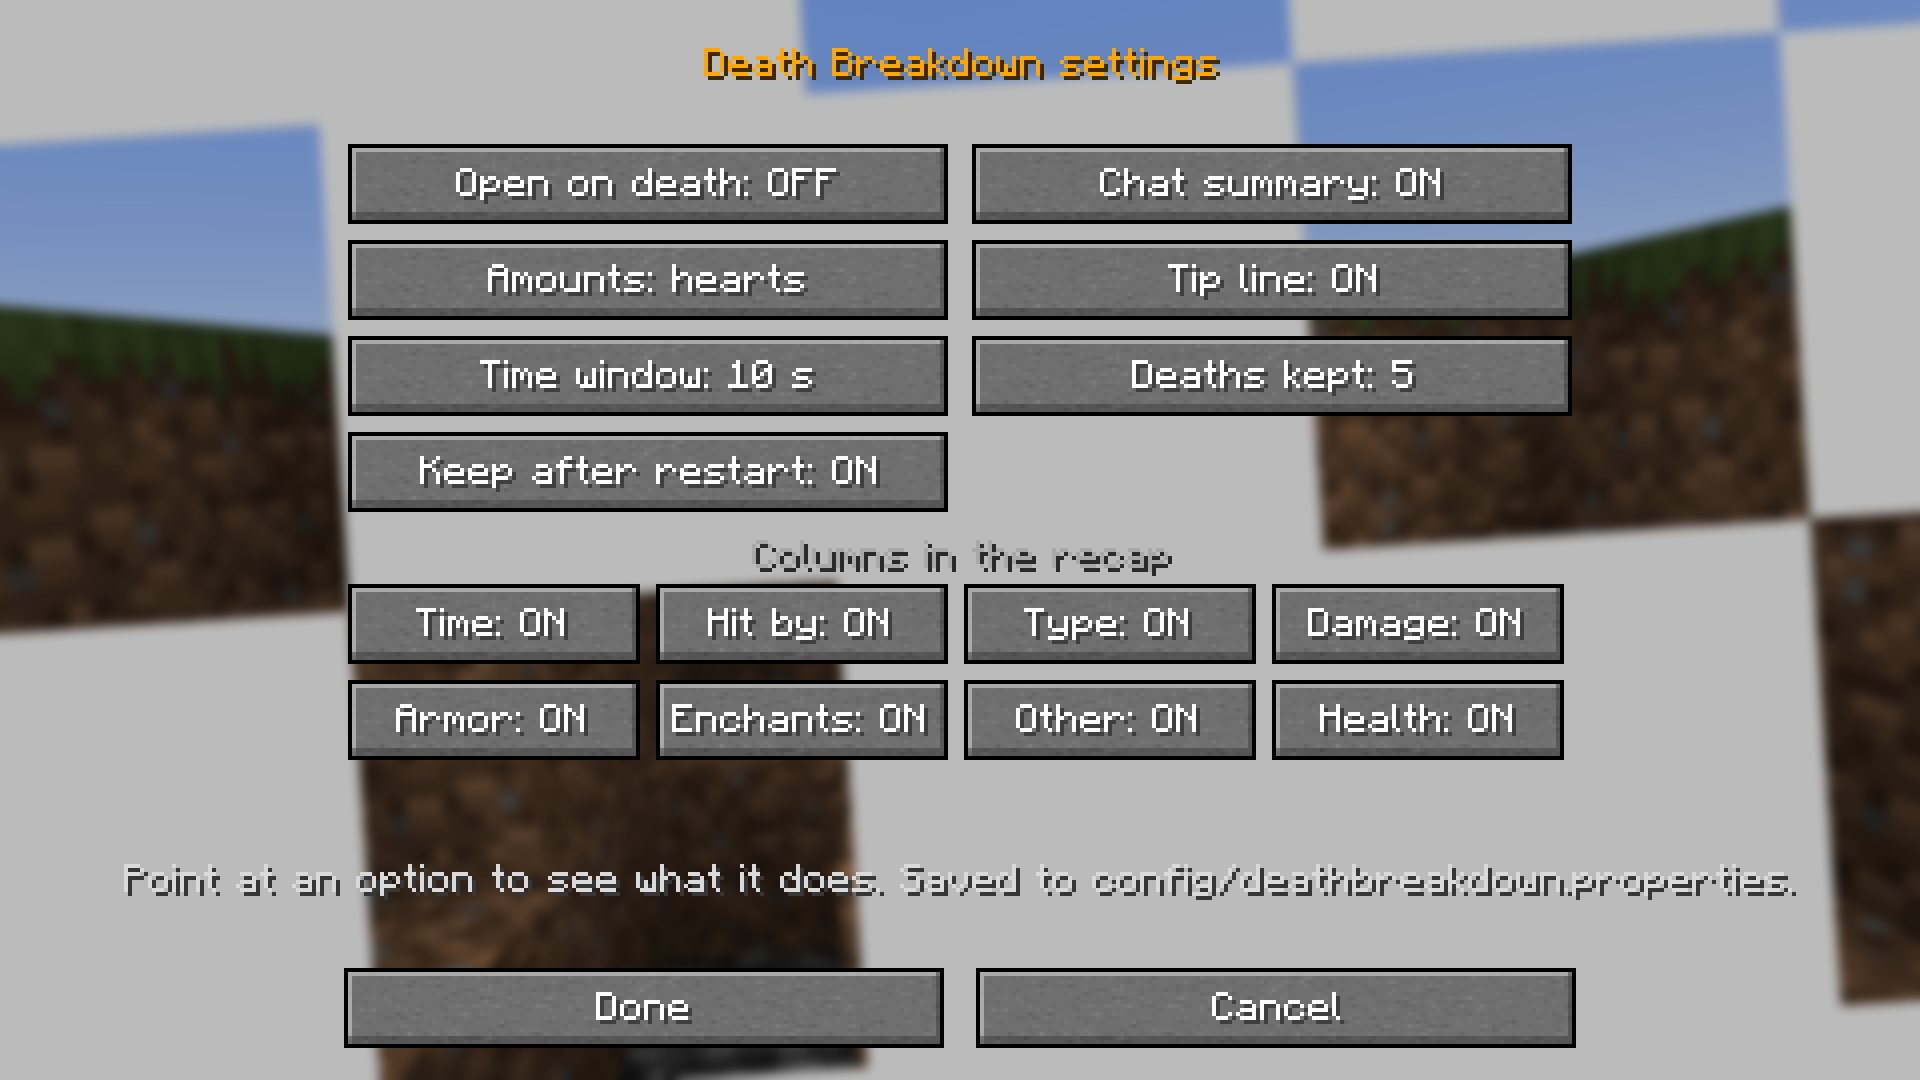 Death Breakdown settings
Open on death: OFF
Chat summary: ON
Amounts: hearts
Tip line: ON
Time window: 10 s
Deaths kept: 5
Keep after restart: ON
Columns in the recap
Time: ON
Hit by: ON
Type: ON
Damage: ON
Armor: ON
Enchants: ON
Other: ON
Health: ON
Point at an option to see what it does. Saved to config/deathbreakdown.properties.
Done
Cancel